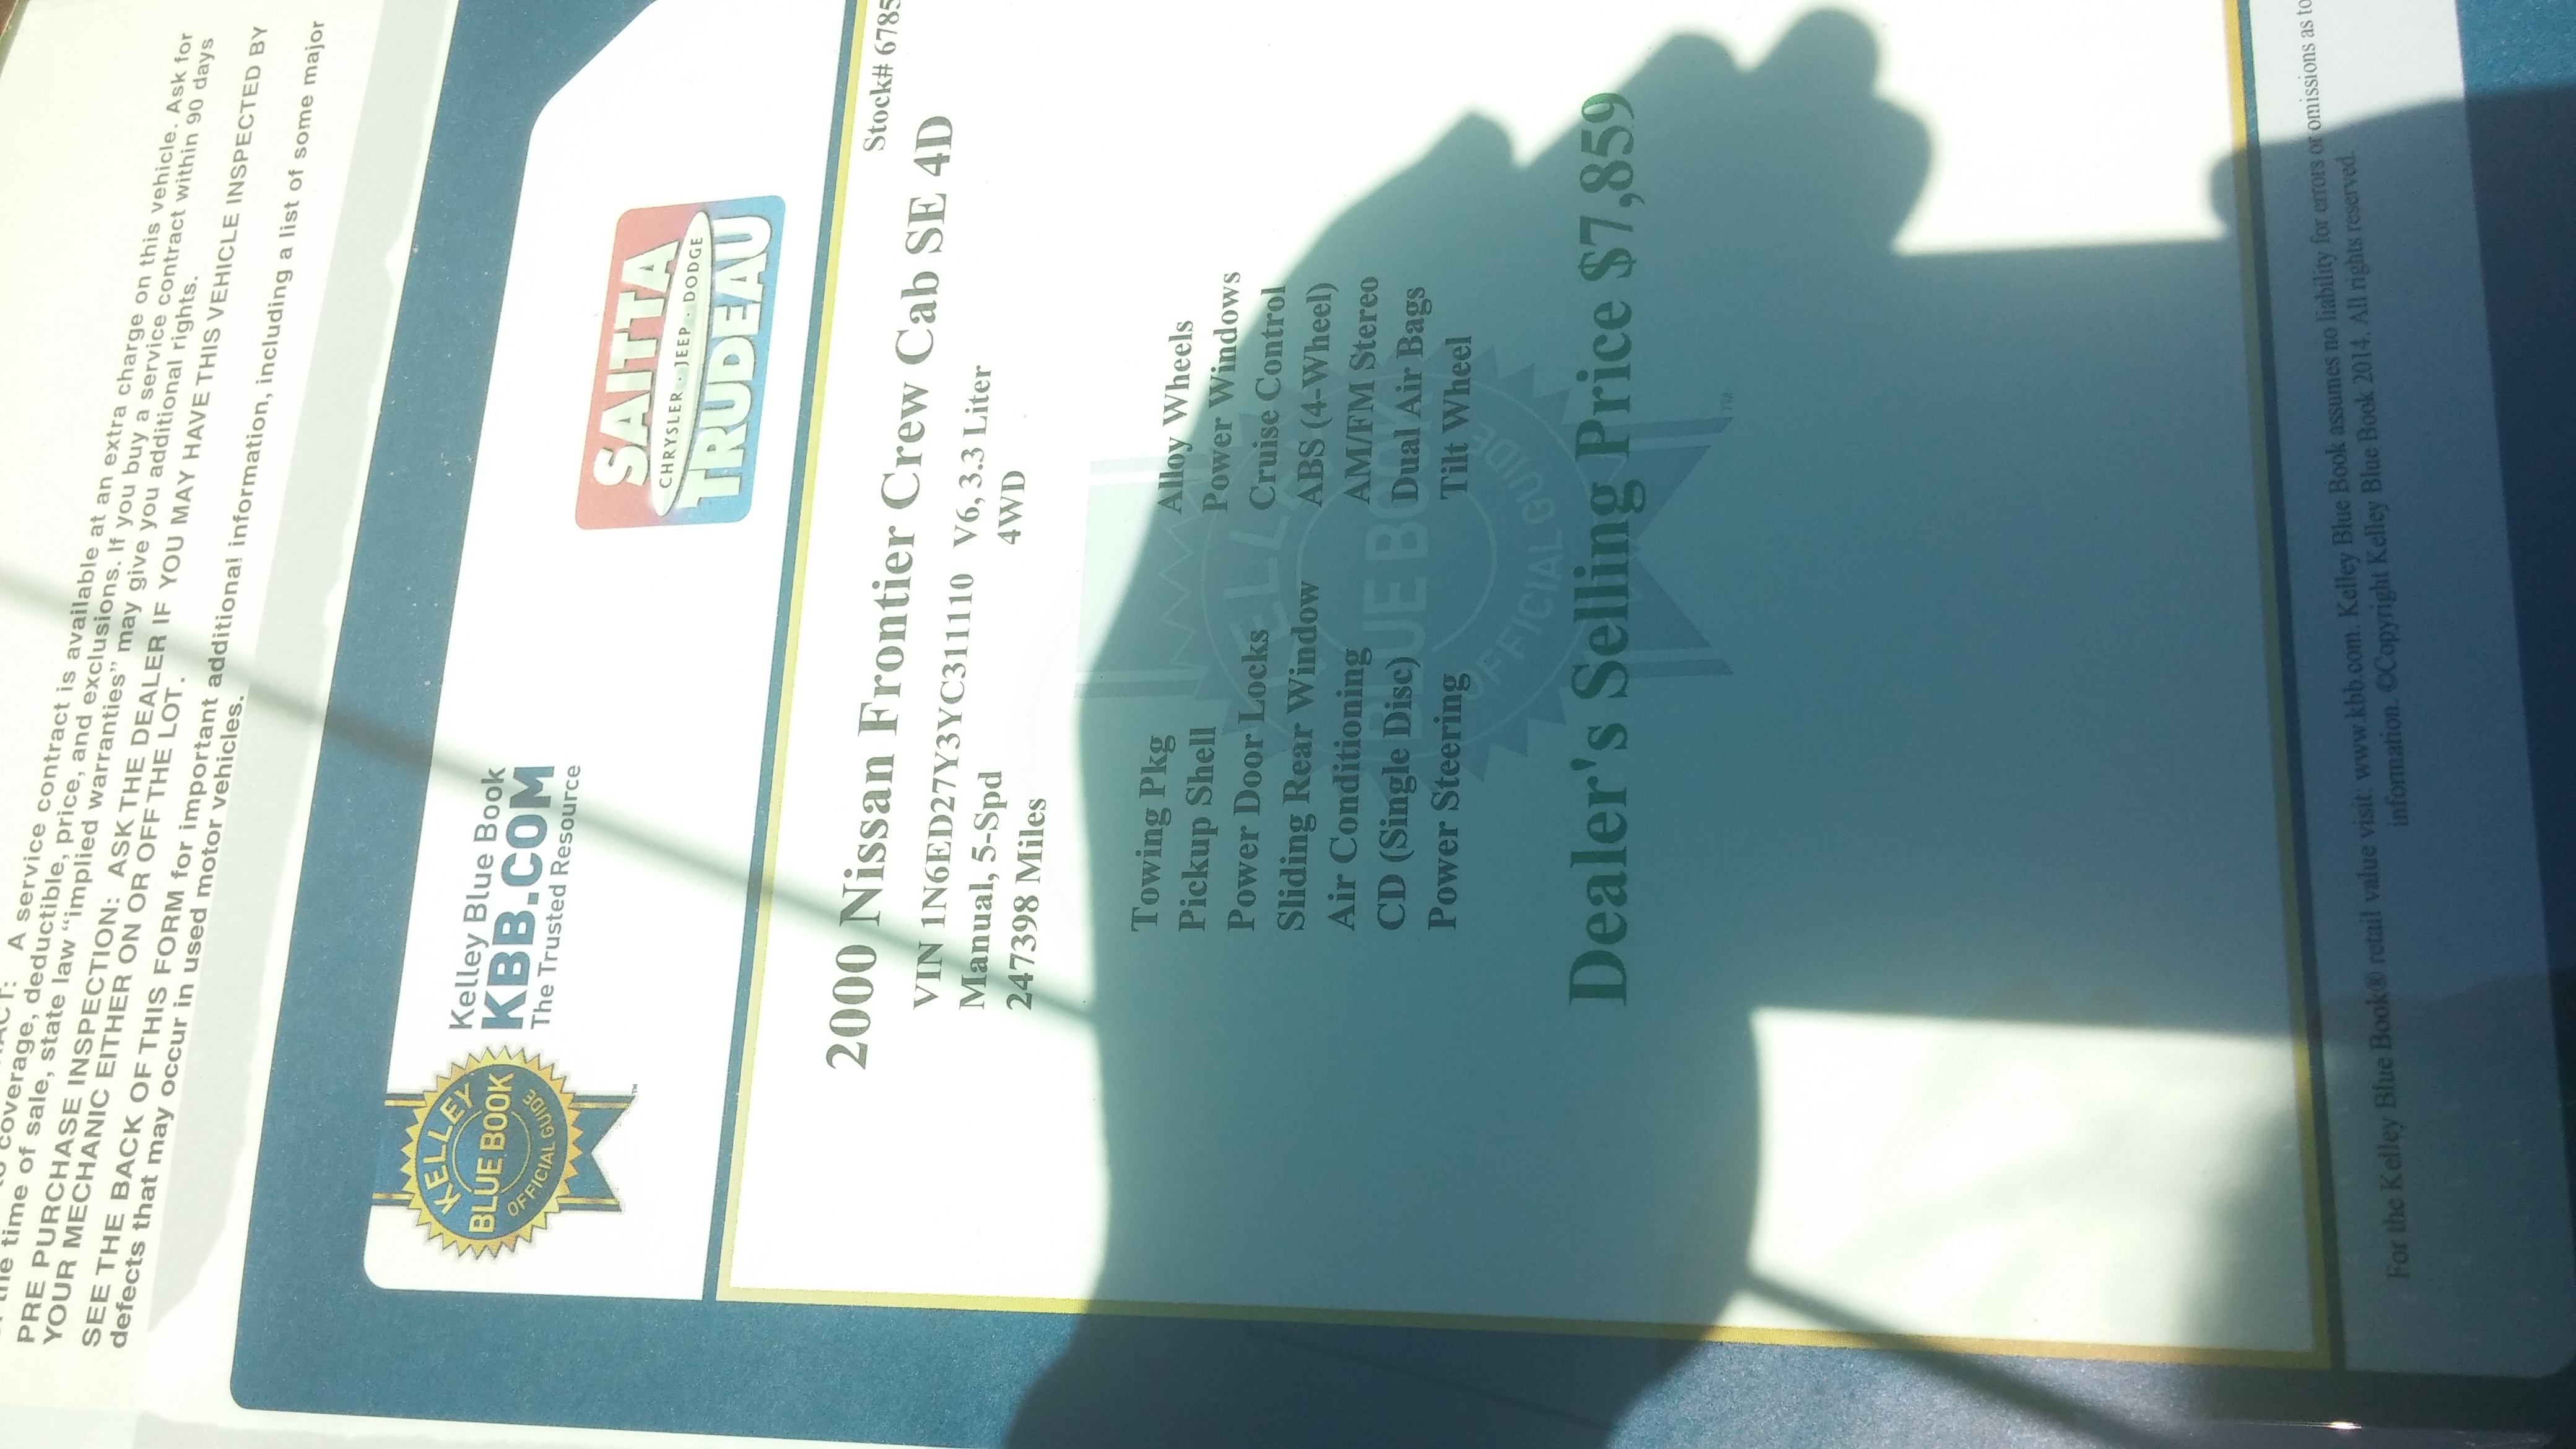 A service contract is available at an extra charge on this vehicle. Ask for
coverage, deductible, price, and exclusions. If you buy a service contract within 90 days
time of sale, state law “implied warranties” may give you additional rights.
PRE PURCHASE INSPECTION: ASK THE DEALER IF YOU MAY HAVE THIS VEHICLE INSPECTED BY
YOUR MECHANIC EITHER ON OR OFF THE LOT.
SEE THE BACK OF THIS FORM for important additional information, including a list of some major
defects that may occur in used motor vehicles.
KELLEY
BLUE BOOK
OFFICIAL GUIDE
™
Kelley Blue Book
KBB.COM
The Trusted Resource
SAITTA
CHRYSLER · JEEP · DODGE
TRUDEAU
Stock# 6785
2000 Nissan Frontier Crew Cab SE 4D
VIN 1N6ED27Y3YC311110 V6, 3.3 Liter
Manual, 5-Spd 4WD
247398 Miles
Towing Pkg Alloy Wheels
Pickup Shell Power Windows
Power Door Locks Cruise Control
Sliding Rear Window ABS (4-Wheel)
Air Conditioning AM/FM Stereo
CD (Single Disc) Dual Air Bags
Power Steering Tilt Wheel
KELLEY
BLUE BOOK
OFFICIAL GUIDE
Dealer's Selling Price $7,859
TM
For the Kelley Blue Book® retail value visit: www.kbb.com. Kelley Blue Book assumes no liability for errors or omissions as to
information. ©Copyright Kelley Blue Book 2014. All rights reserved.